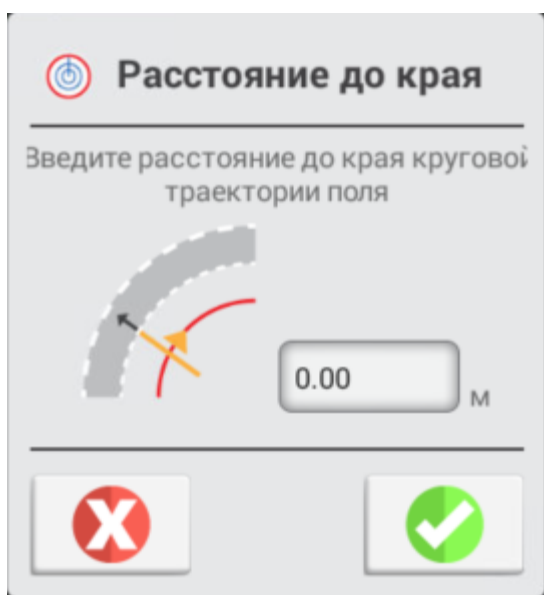 Расстояние до края
Введите расстояние до края круговой
траектории поля
0.00
м